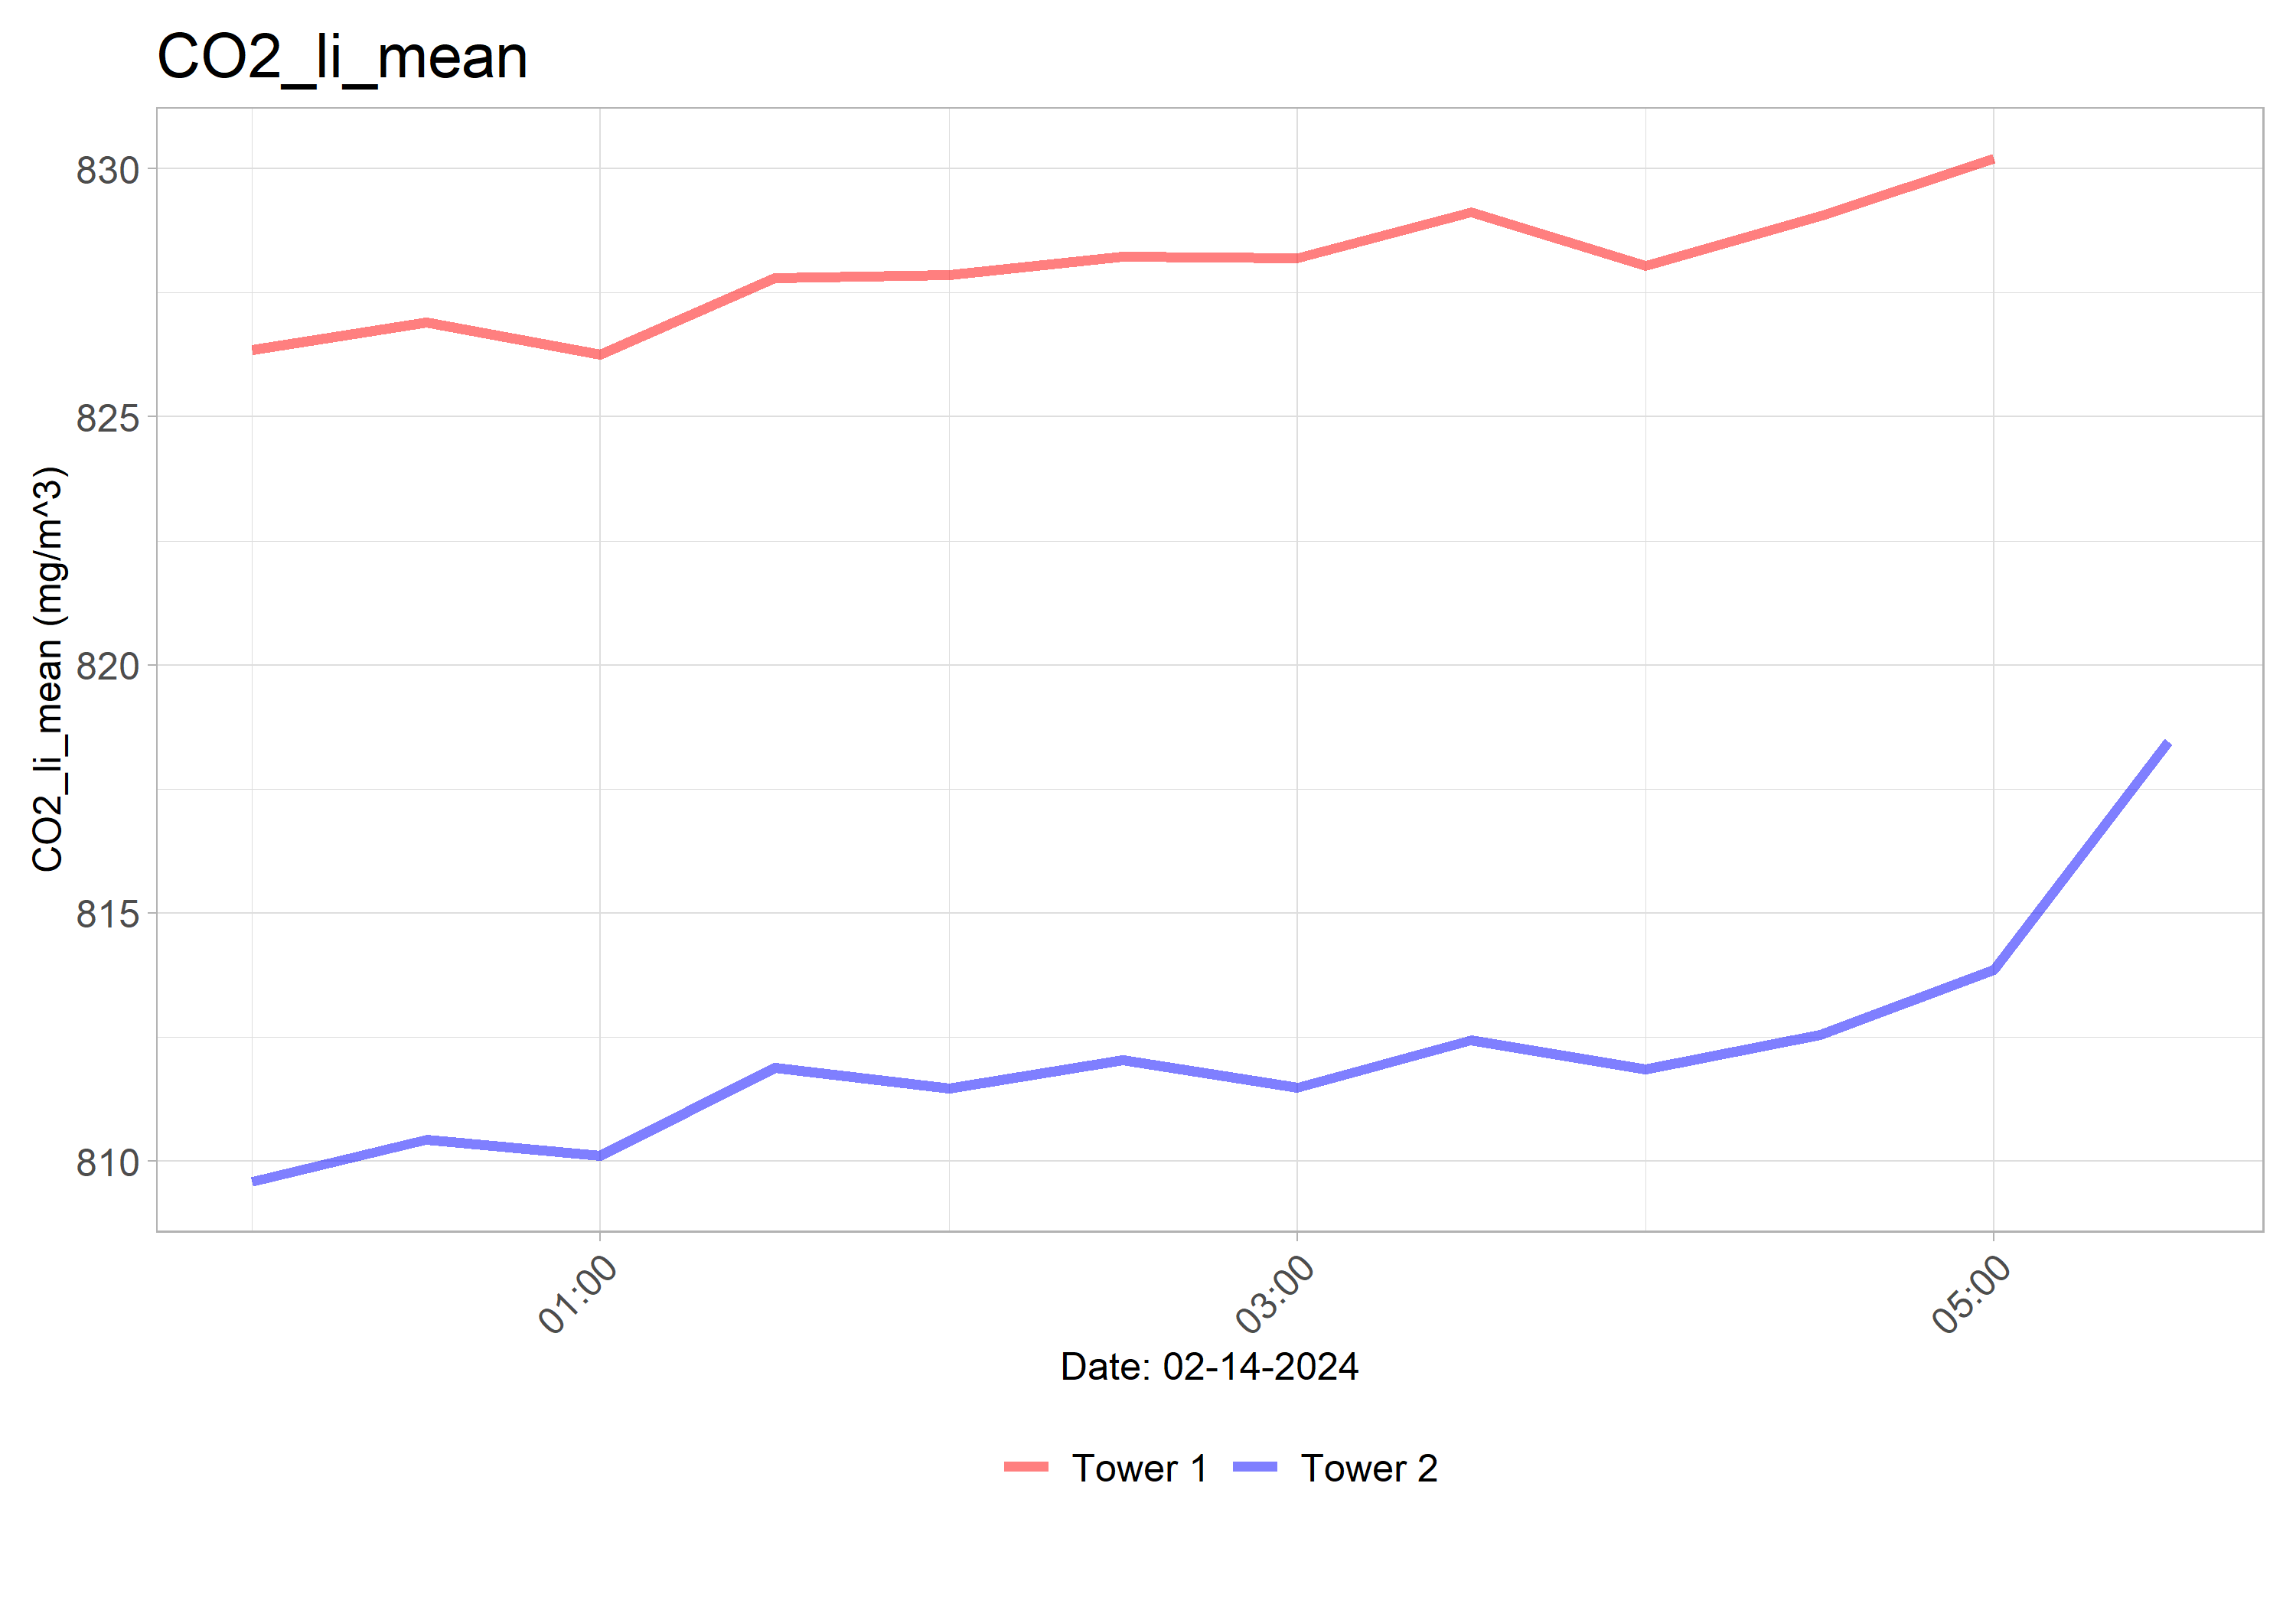 CO2_li_mean
CO2_li_mean (mg/m^3)
830
825
820
815
810
01:00
03:00
05:00
Date: 02-14-2024
Tower 1
Tower 2